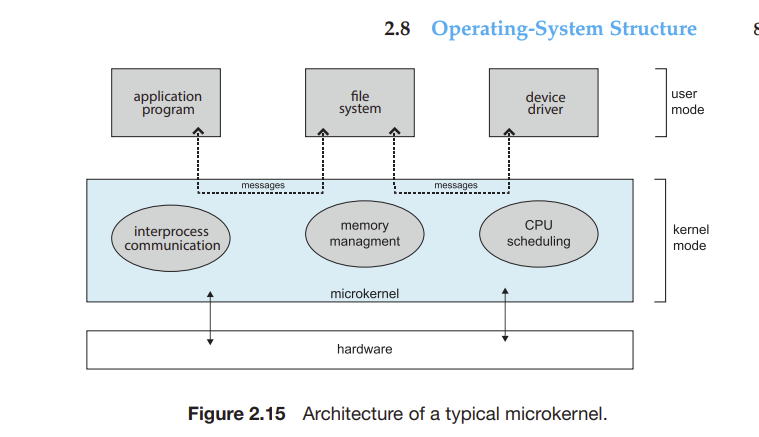 2.8 Operating-System Structure
application
program
file
system
device
driver
user
mode
messages
messages
interprocess
communication
memory
managment
CPU
scheduling
kernel
mode
microkernel
hardware
Figure 2.15 Architecture of a typical microkernel.